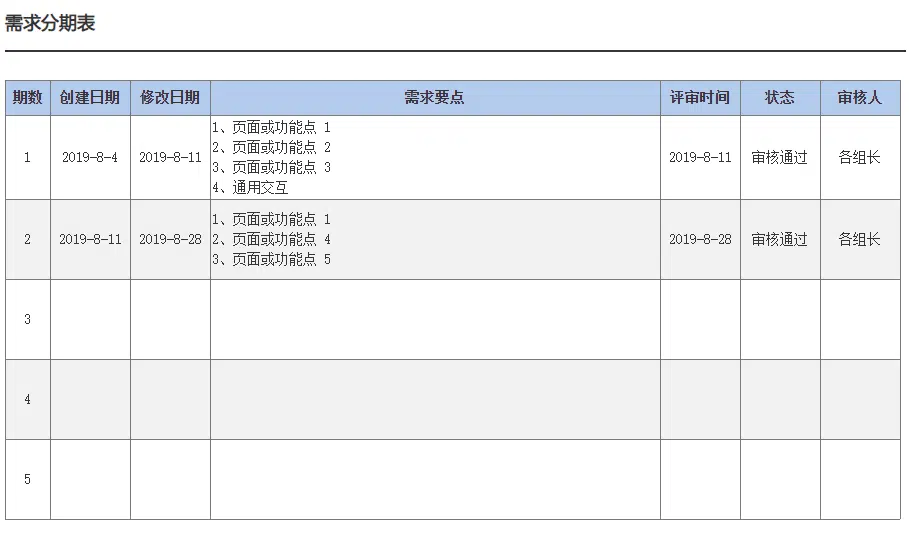 需求分期表
期数 创建日期 修改日期 需求要点 评审时间 状态 审核人
1 2019-8-4 2019-8-11 1、页面或功能点 1
2、页面或功能点 2
3、页面或功能点 3
4、通用交互 2019-8-11 审核通过 各组长
2 2019-8-11 2019-8-28 1、页面或功能点 1
2、页面或功能点 4
3、页面或功能点 5 2019-8-28 审核通过 各组长
3
4
5